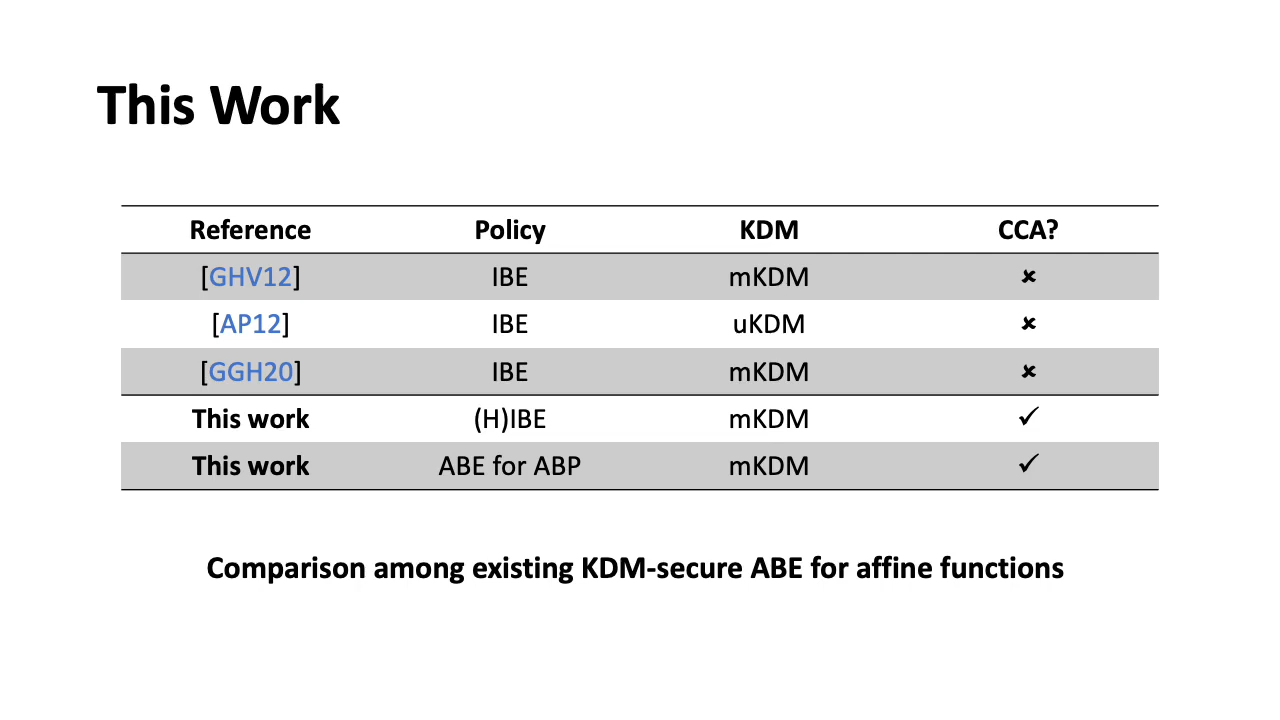 This Work
Reference Policy KDM CCA?
[GHV12] IBE mKDM ✘
[AP12] IBE uKDM ✘
[GGH20] IBE mKDM ✘
This work (H)IBE mKDM ✓
This work ABE for ABP mKDM ✓
Comparison among existing KDM-secure ABE for affine functions